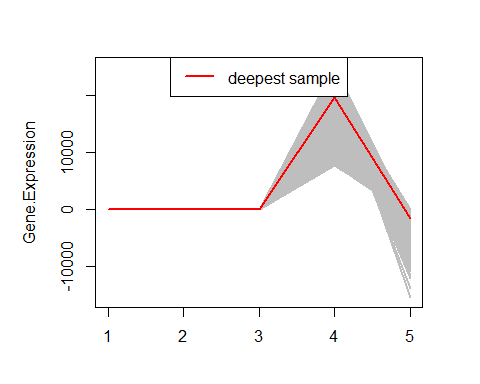 deepest sample
Gene.Expression
10000
0
-10000
1 2 3 4 5